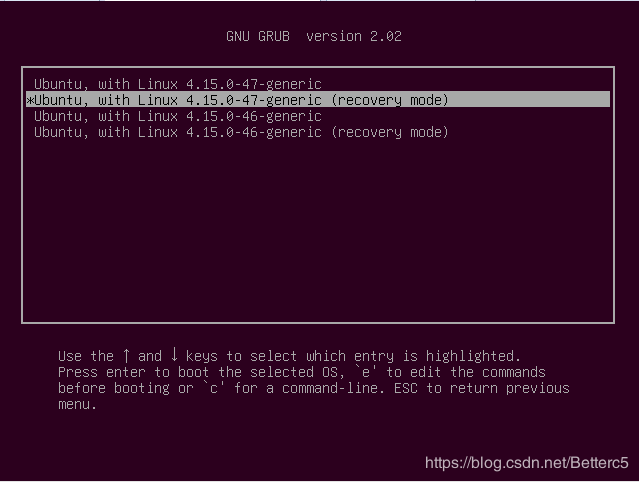 GNU GRUB  version 2.02
Ubuntu, with Linux 4.15.0-47-generic
*Ubuntu, with Linux 4.15.0-47-generic (recovery mode)
Ubuntu, with Linux 4.15.0-46-generic
Ubuntu, with Linux 4.15.0-46-generic (recovery mode)
Use the ↑ and ↓ keys to select which entry is highlighted.
Press enter to boot the selected OS, `e' to edit the commands
before booting or `c' for a command-line. ESC to return previous
menu.
https://blog.csdn.net/Betterc5